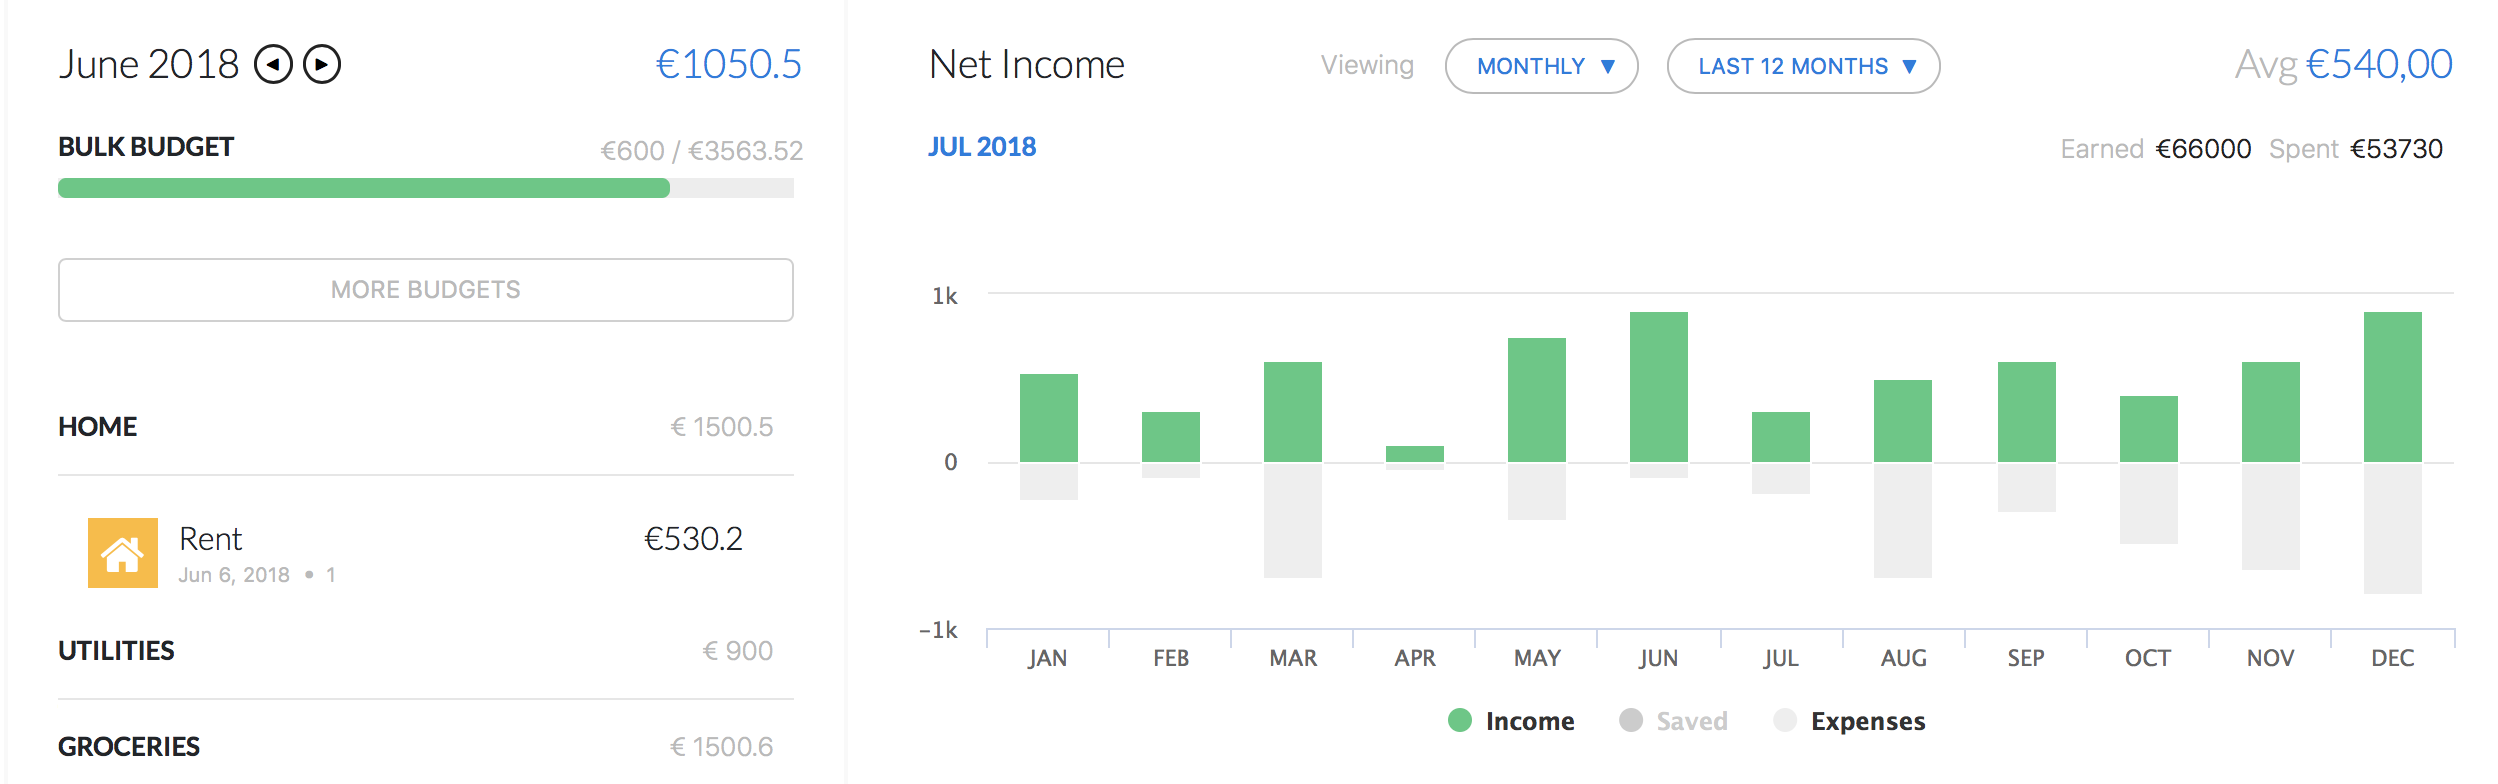 June 2018 €1050.5
BULK BUDGET €600 / €3563.52
MORE BUDGETS
HOME € 1500.5
Rent €530.2
Jun 6, 2018 • 1
UTILITIES € 900
GROCERIES € 1500.6
Net Income Viewing MONTHLY ▼ LAST 12 MONTHS ▼ Avg €540,00
JUL 2018 Earned €66000 Spent €53730
1k
0
–1k
JAN FEB MAR APR MAY JUN JUL AUG SEP OCT NOV DEC
Income Saved Expenses